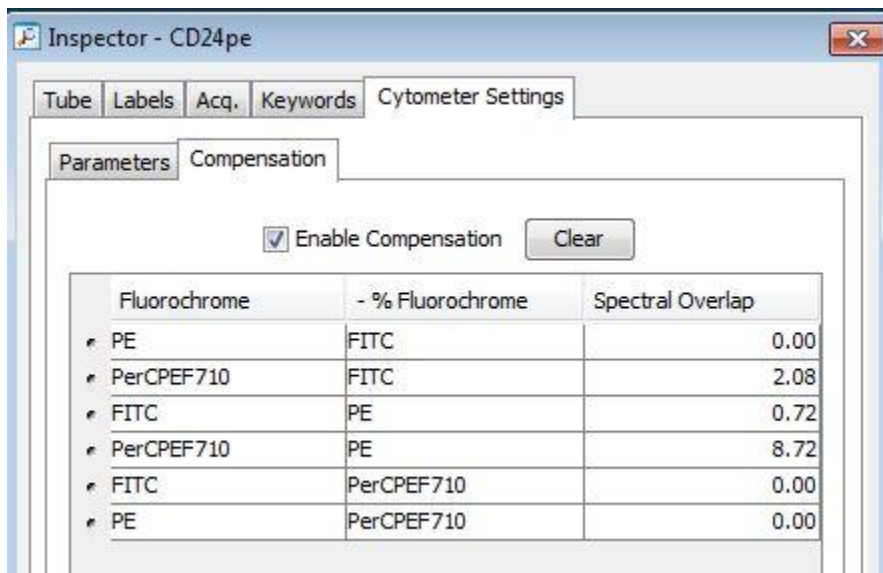 Inspector - CD24pe
Tube Labels Acq. Keywords Cytometer Settings
Parameters Compensation
Enable Compensation Clear
Fluorochrome - % Fluorochrome Spectral Overlap
PE FITC 0.00
PerCPEF710 FITC 2.08
FITC PE 0.72
PerCPEF710 PE 8.72
FITC PerCPEF710 0.00
PE PerCPEF710 0.00